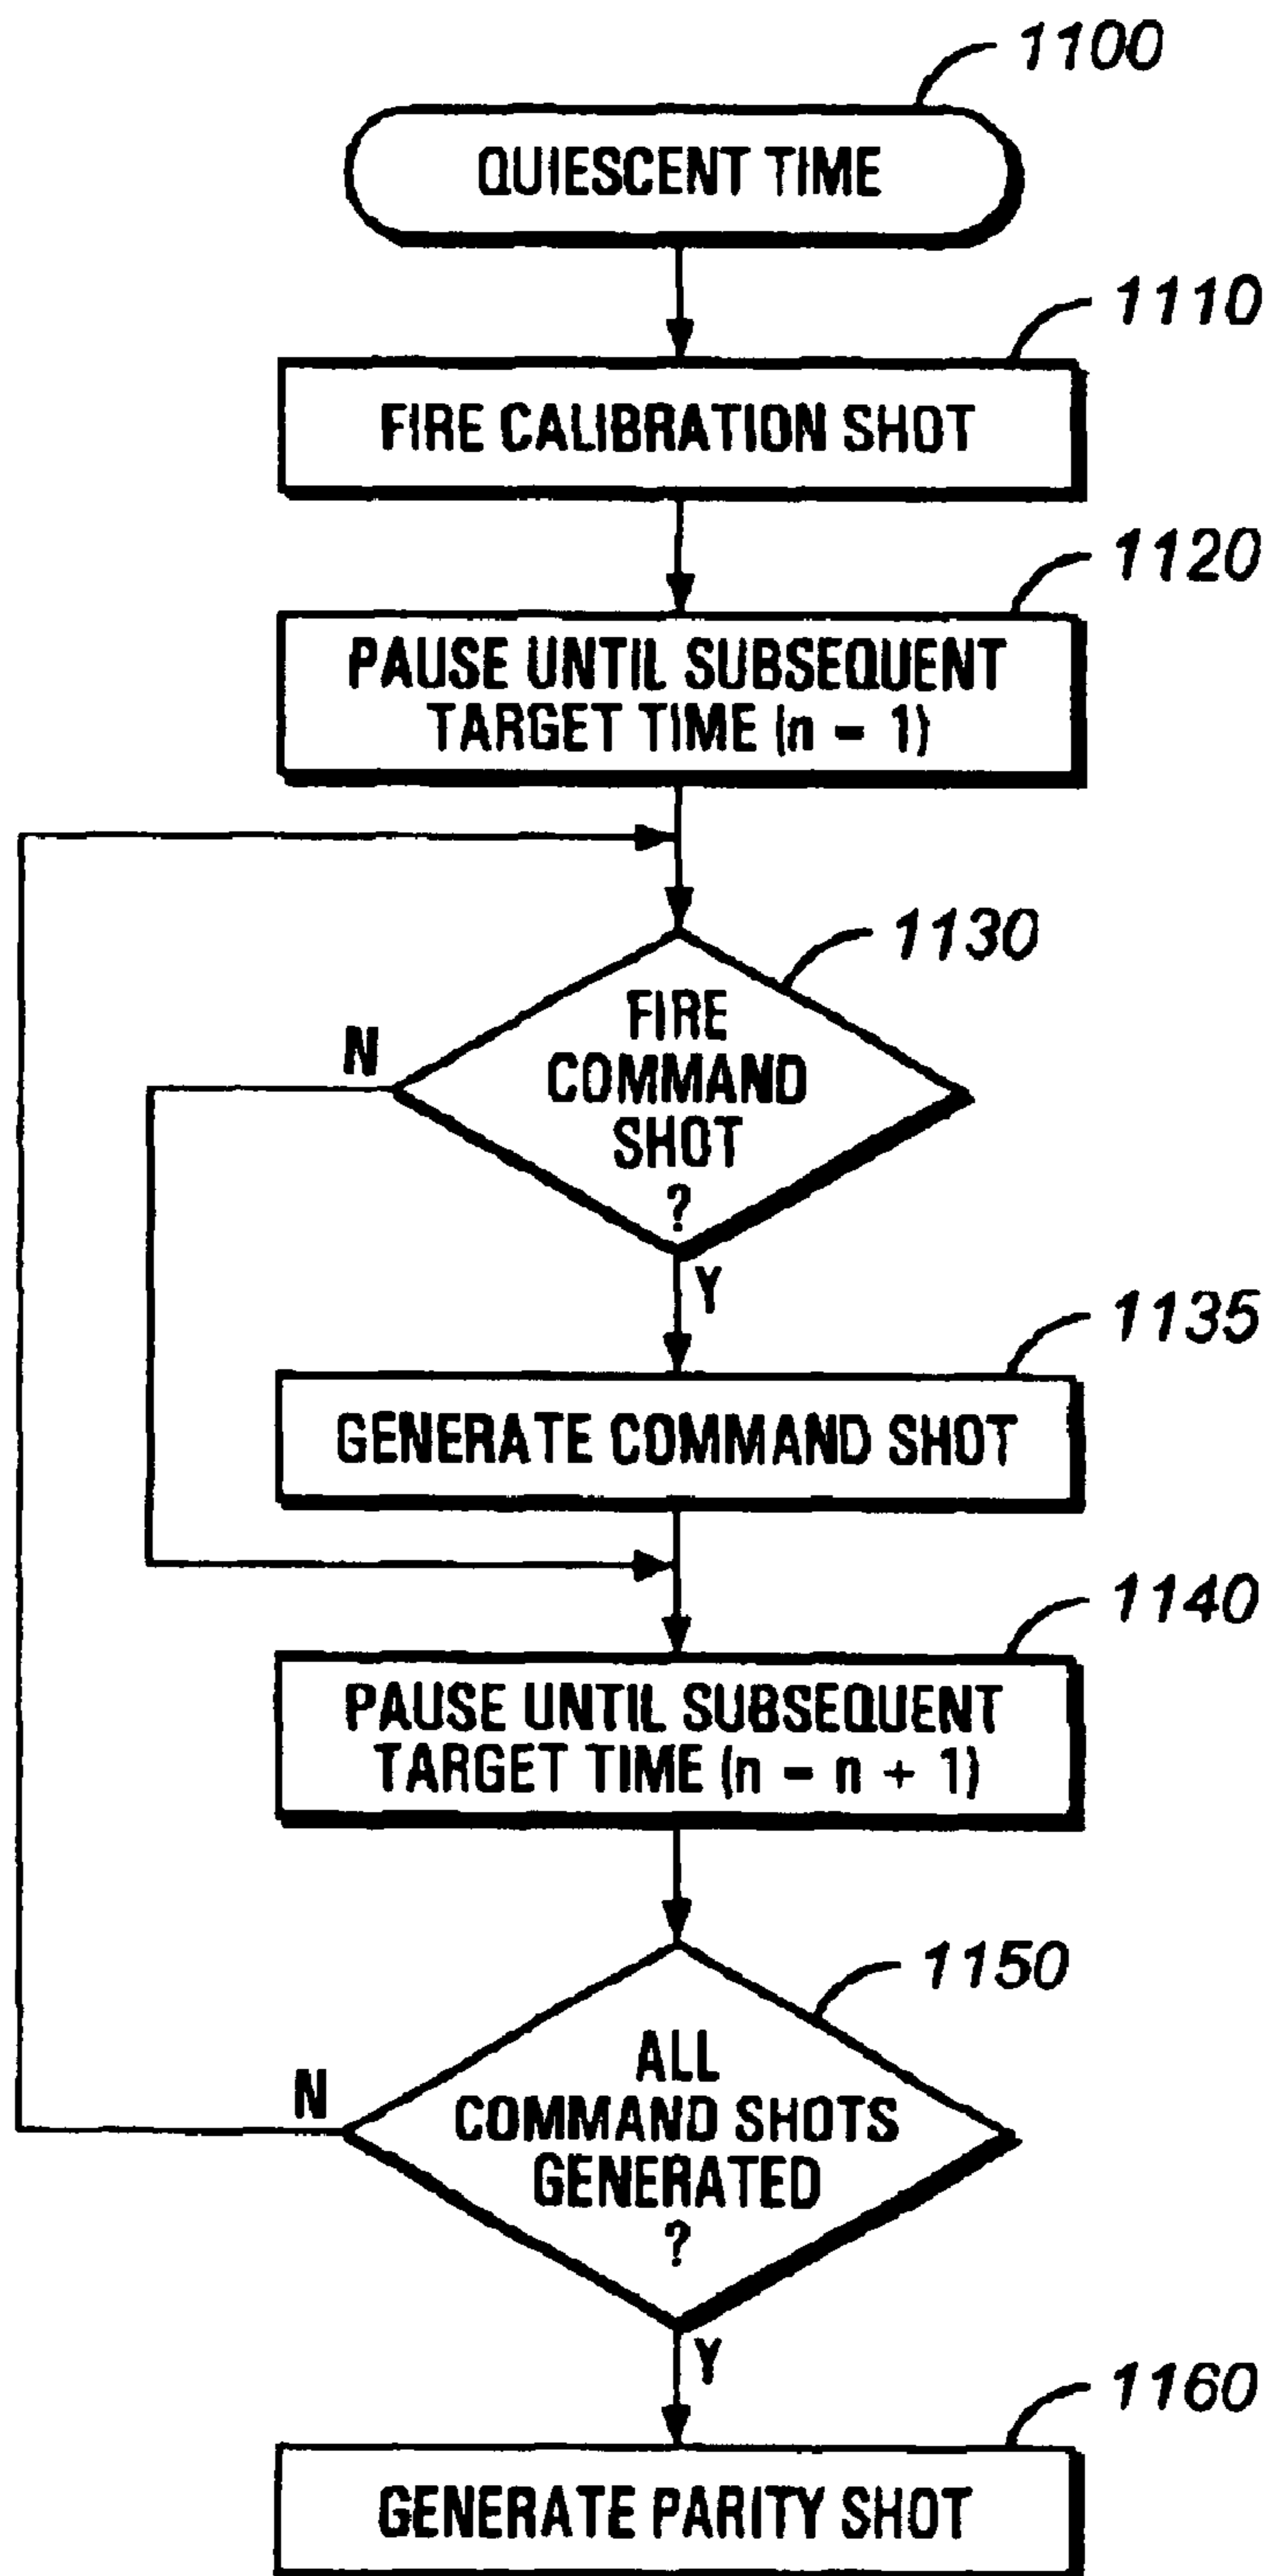 1100
QUIESCENT TIME
1110
FIRE CALIBRATION SHOT
1120
PAUSE UNTIL SUBSEQUENT
TARGET TIME (n - 1)
1130
N
FIRE
COMMAND
SHOT
?
Y
1135
GENERATE COMMAND SHOT
1140
PAUSE UNTIL SUBSEQUENT
TARGET TIME (n - n + 1)
1150
N
ALL
COMMAND SHOTS
GENERATED
?
Y
1160
GENERATE PARITY SHOT